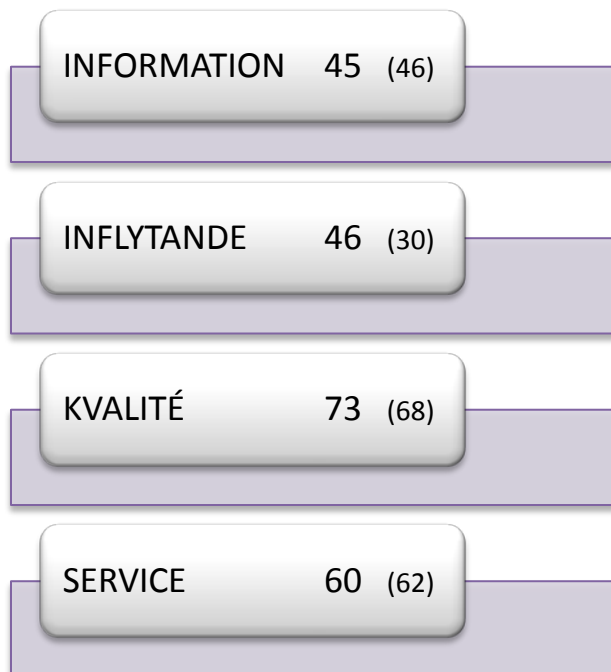 INFORMATION 45 (46)
INFLYTANDE 46 (30)
KVALITÉ 73 (68)
SERVICE 60 (62)